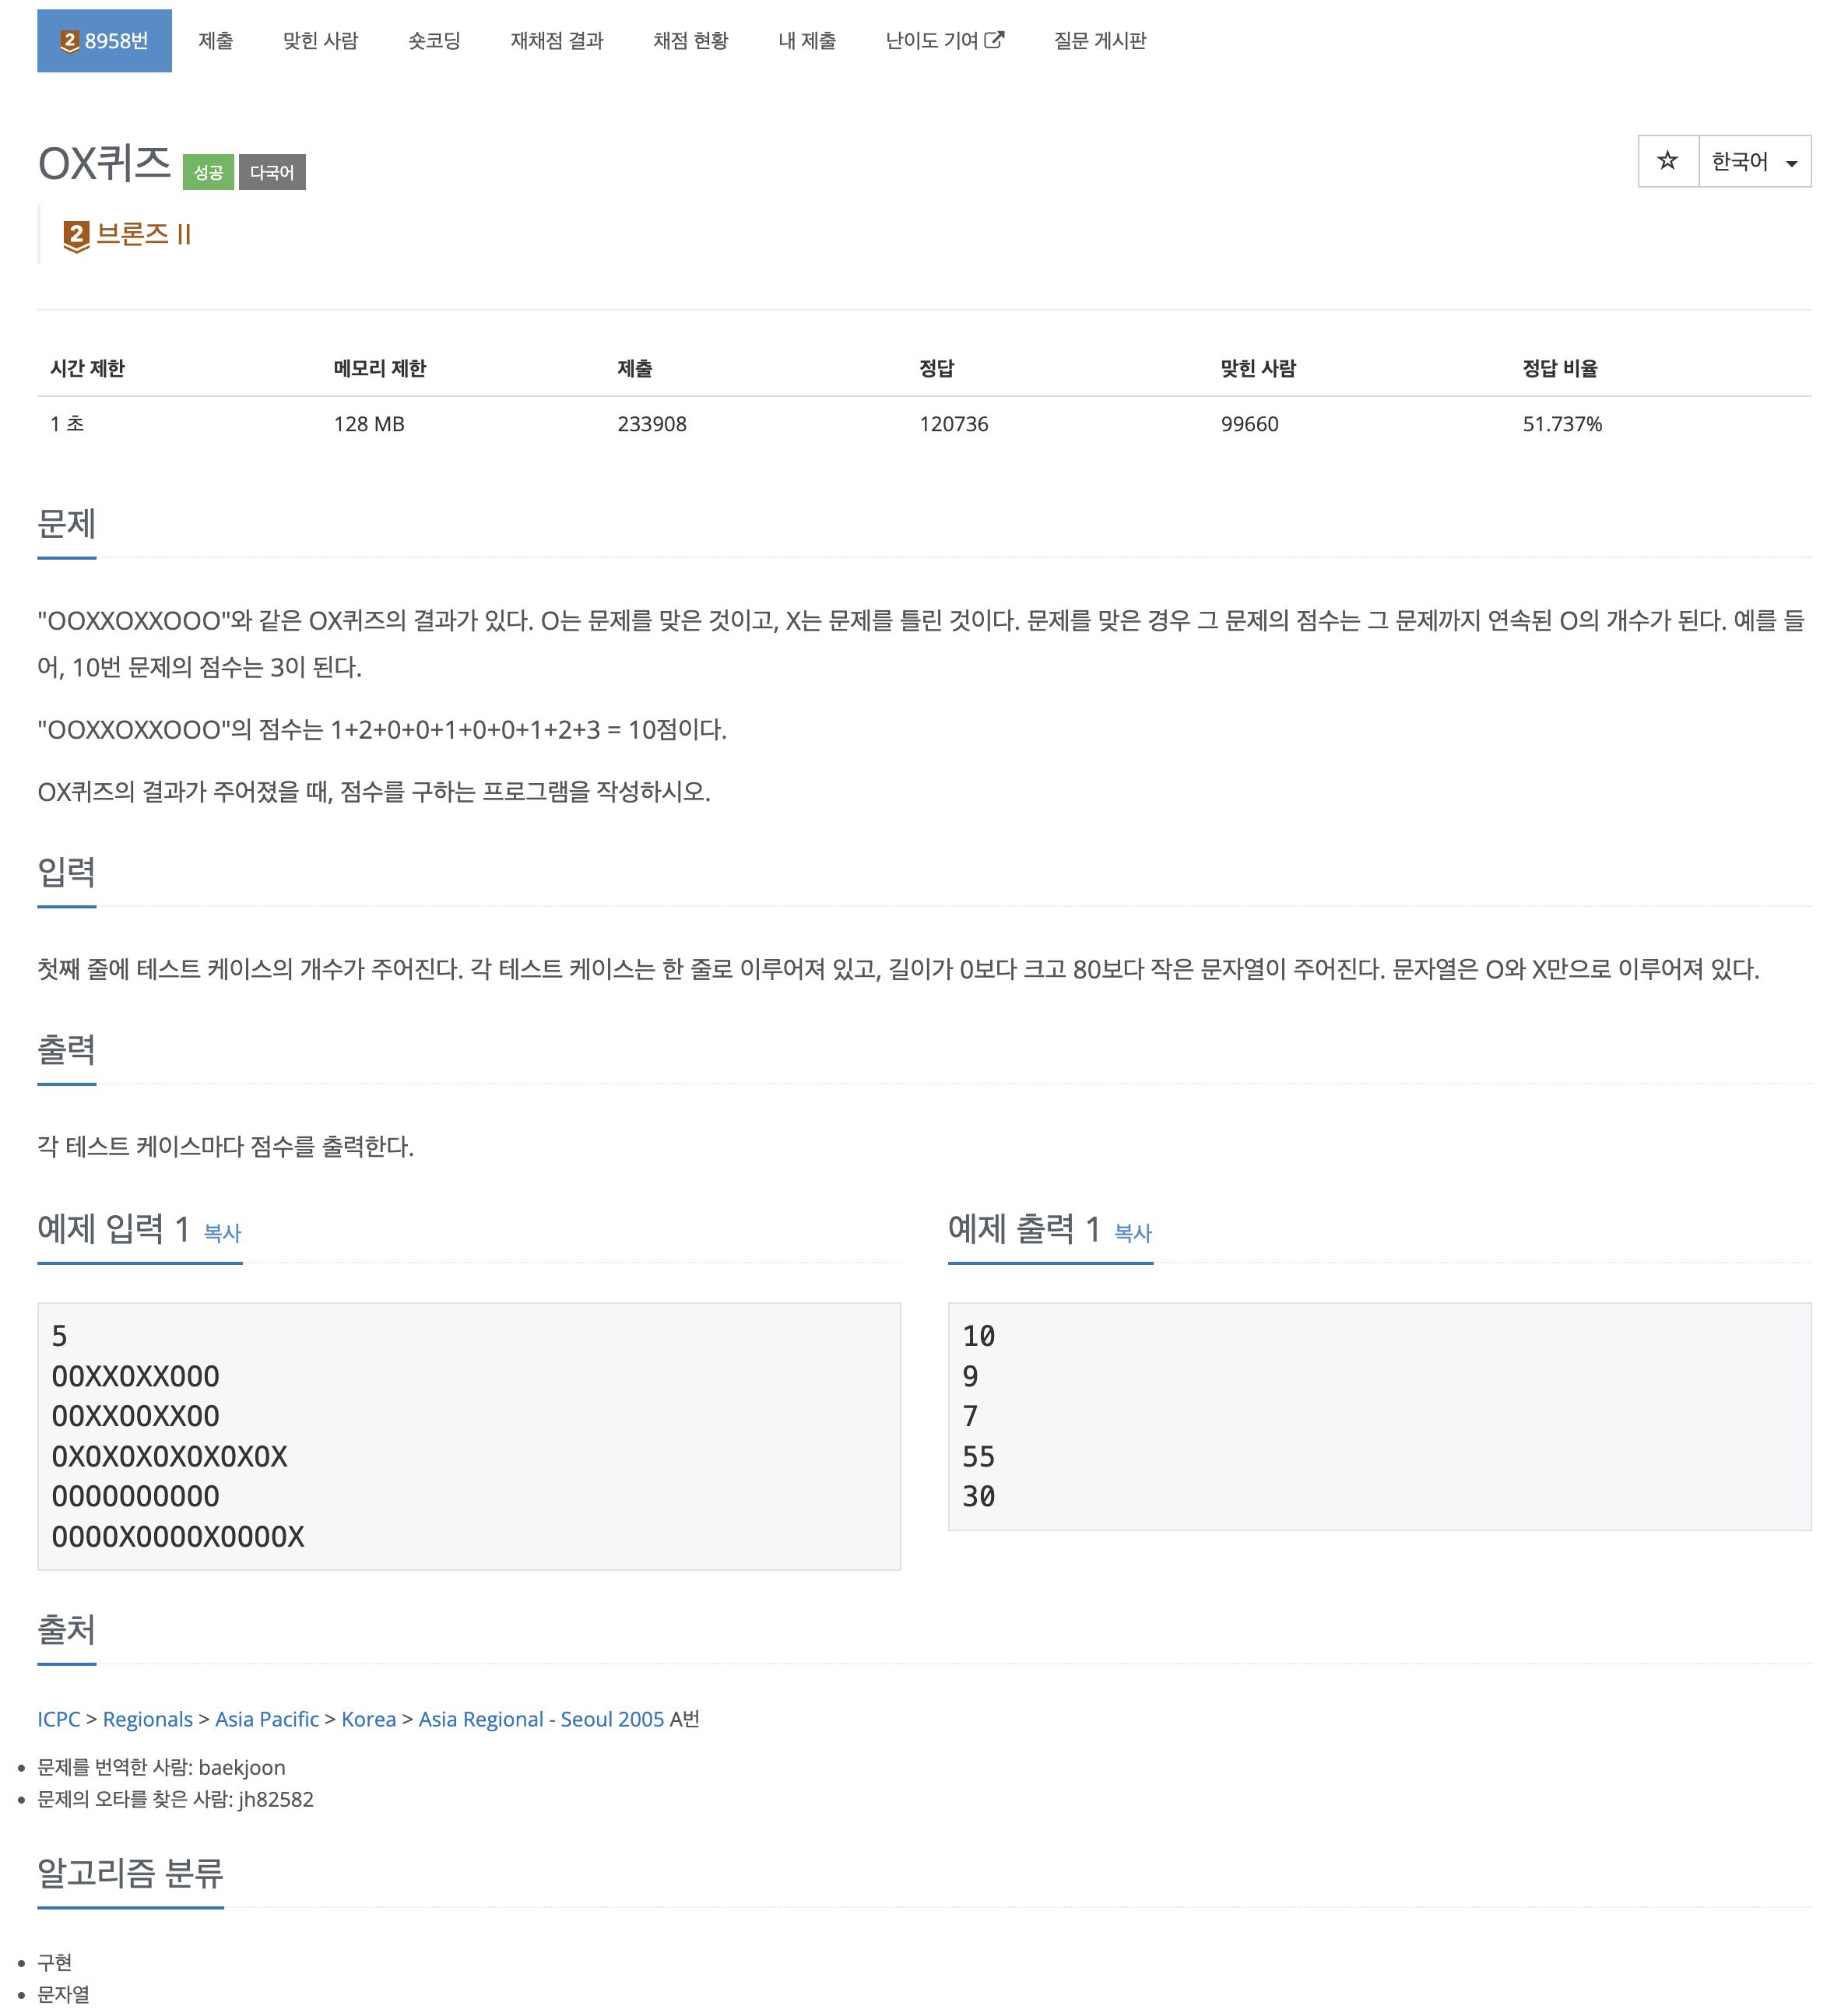 2 8958번 제출 맞힌 사람 숏코딩 재채점 결과 채점 현황 내 제출 난이도 기여 질문 게시판
OX퀴즈 성공 다국어
한국어
2 브론즈 II
시간 제한 메모리 제한 제출 정답 맞힌 사람 정답 비율
1 초 128 MB 233908 120736 99660 51.737%
문제
"OOXXOXXOOO"와 같은 OX퀴즈의 결과가 있다. O는 문제를 맞은 것이고, X는 문제를 틀린 것이다. 문제를 맞은 경우 그 문제의 점수는 그 문제까지 연속된 O의 개수가 된다. 예를 들
어, 10번 문제의 점수는 3이 된다.
"OOXXOXXOOO"의 점수는 1+2+0+0+1+0+0+1+2+3 = 10점이다.
OX퀴즈의 결과가 주어졌을 때, 점수를 구하는 프로그램을 작성하시오.
입력
첫째 줄에 테스트 케이스의 개수가 주어진다. 각 테스트 케이스는 한 줄로 이루어져 있고, 길이가 0보다 크고 80보다 작은 문자열이 주어진다. 문자열은 O와 X만으로 이루어져 있다.
출력
각 테스트 케이스마다 점수를 출력한다.
예제 입력 1 복사
5
OOXXOXXOOO
OOXXOOXXOO
OXOXOXOXOXOXOX
OOOOOOOOOO
OOOOXOOOOXOOOOX
예제 출력 1 복사
10
9
7
55
30
출처
ICPC > Regionals > Asia Pacific > Korea > Asia Regional - Seoul 2005 A번
문제를 번역한 사람: baekjoon
문제의 오타를 찾은 사람: jh82582
알고리즘 분류
구현
문자열